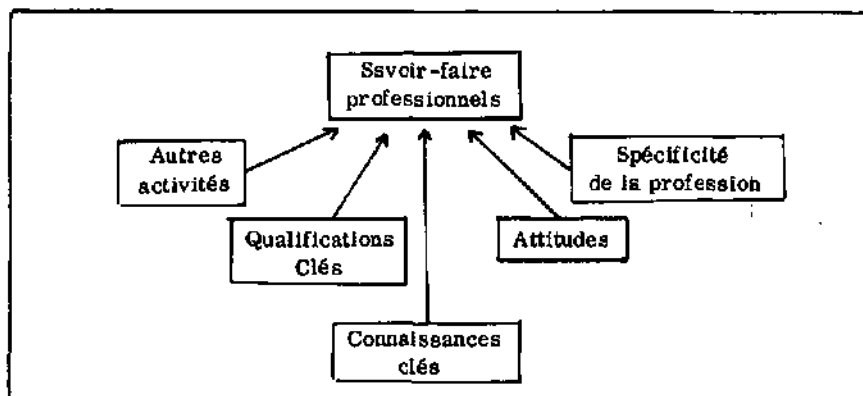 Ssvoir-faire
professionnels
Autres
activités
Spécificité
de la profession
Qualifications
Clés
Attitudes
Connaissances
clés